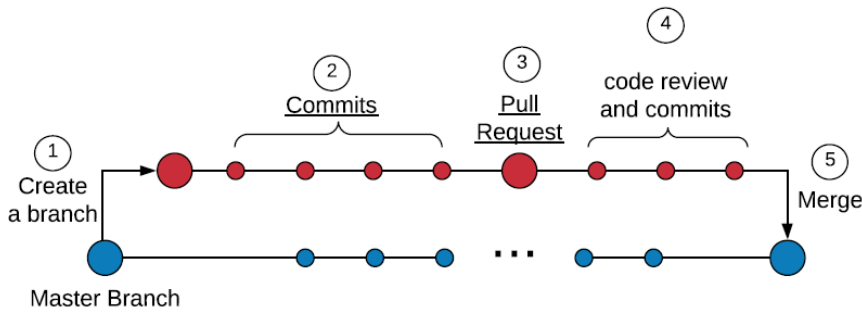 1
Create
a branch
2
Commits
3
Pull
Request
4
code review
and commits
5
Merge
...
Master Branch